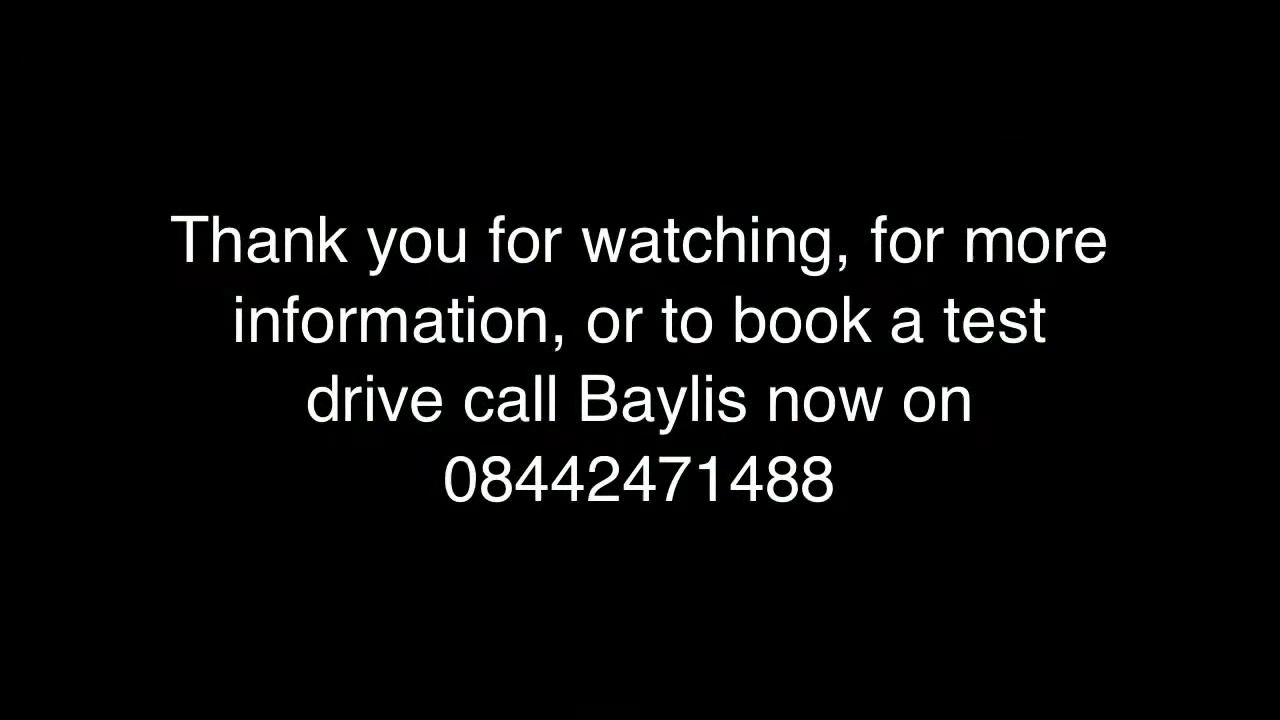 Thank you for watching, for more
information, or to book a test
drive call Baylis now on
08442471488